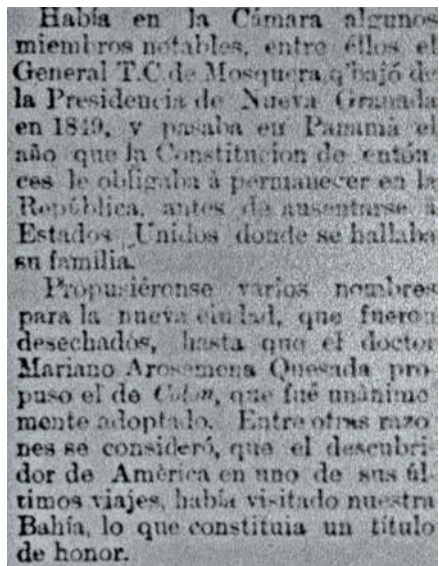 Había en la Cámara algunos
miembros notables, entre éllos el
General T.C. de Mosquera q' bajó de
la Presidencia de Nueva Granada
en 1849, y pasaba en Panamá el
año que la Constitucion de entón-
ces le obligaba à permanecer en la
República, antes de ausentarse á
Estados Unidos donde se hallaba
su familia.
Propusiéronse varios nombres
para la nueva ciudad, que fueron
desechados, hasta que el doctor
Mariano Arosemena Quesada pro-
puso el de Colon, que fué unánime
mente adoptado. Entre otras razo
nes se consideró, que el descubri-
dor de América en uno de sus úl-
timos viajes, había visitado nuestra
Bahía, lo que constituia un título
de honor.